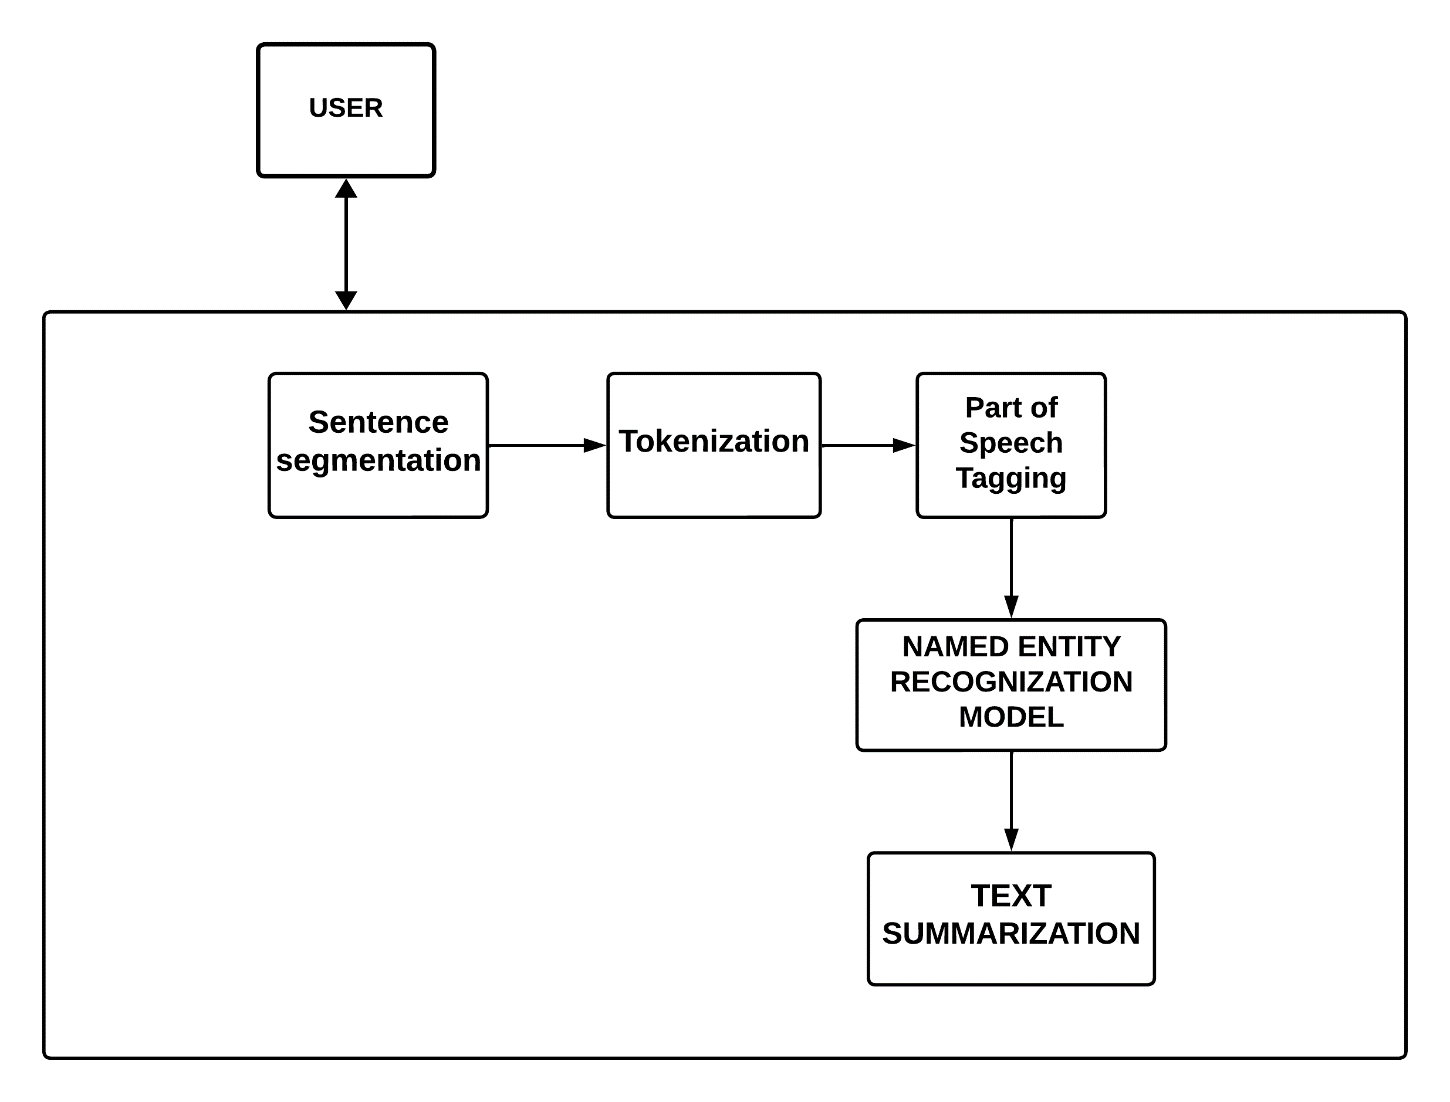 USER
Sentence
segmentation
Tokenization
Part of
Speech
Tagging
NAMED ENTITY
RECOGNIZATION
MODEL
TEXT
SUMMARIZATION